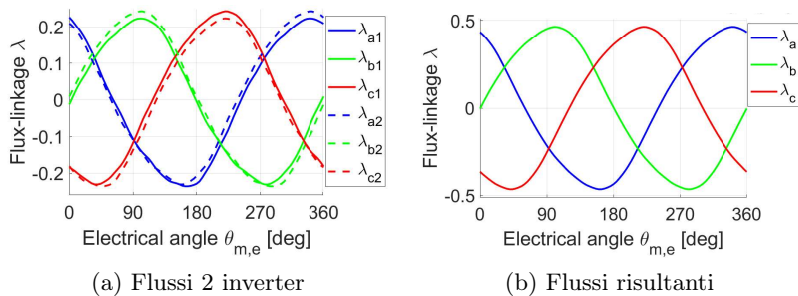 Flux-linkage λ
0.2
0.1
0
-0.1
-0.2
0 90 180 270 360
Electrical angle θm,e [deg]
λa1
λb1
λc1
λa2
λb2
λc2
(a) Flussi 2 inverter
Flux-linkage λ
0.5
0
-0.5
0 90 180 270 360
Electrical angle θm,e [deg]
λa
λb
λc
(b) Flussi risultanti